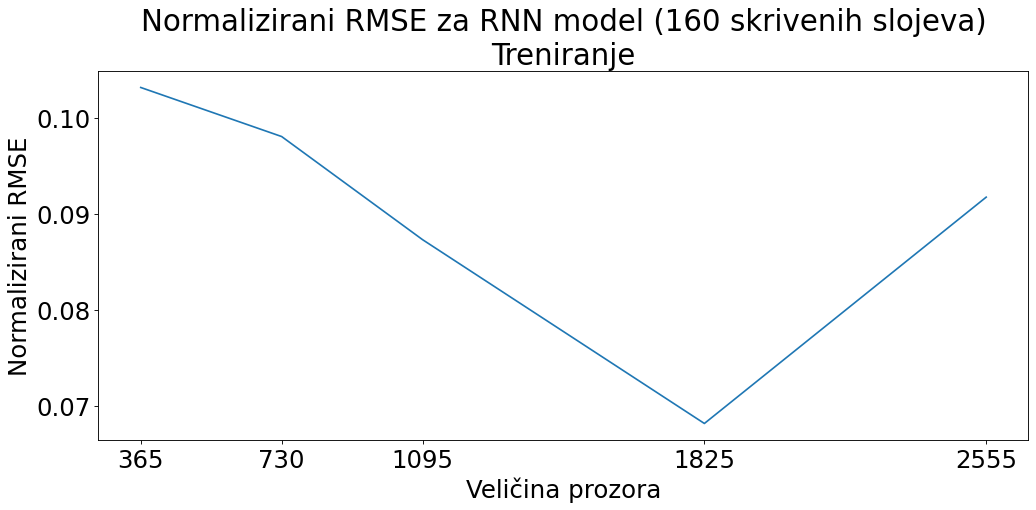 Normalizirani RMSE za RNN model (160 skrivenih slojeva)
Treniranje
Normalizirani RMSE
0.10
0.09
0.08
0.07
365 730 1095 1825 2555
Veličina prozora